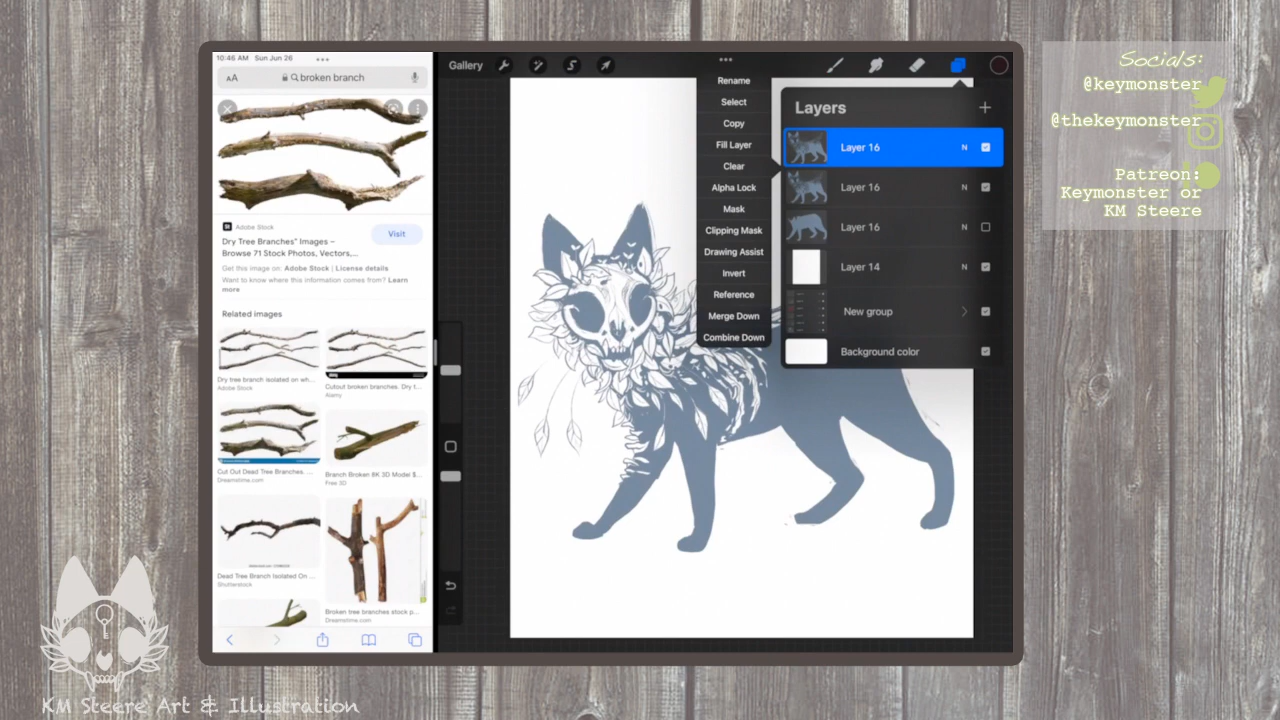 10:46 AM Sun Jun 26
AA
broken branch
Adobe Stock
Dry Tree Branches" Images –
Browse 71 Stock Photos, Vectors,...
Visit
Get this image on: Adobe Stock | License details
Want to know where this information comes from? Learn
more
Related images
Dry tree branch isolated on wh...
Adobe Stock
Cutout broken branches. Dry t...
Alamy
Cut Out Dead Tree Branches. ...
Dreamstime.com
Branch Broken 8K 3D Model $...
Free 3D
Dead Tree Branch Isolated On ...
Shutterstock
Broken tree branches stock p...
Dreamstime.com
Gallery
Rename
Select
Copy
Fill Layer
Clear
Alpha Lock
Mask
Clipping Mask
Drawing Assist
Invert
Reference
Merge Down
Combine Down
Layers
Layer 16 N
Layer 16 N
Layer 16 N
Layer 14 N
New group
Background color
Socials:
@keymonster
@thekeymonster
Patreon:
Keymonster or
KM Steere
KM Steere Art & Illustration